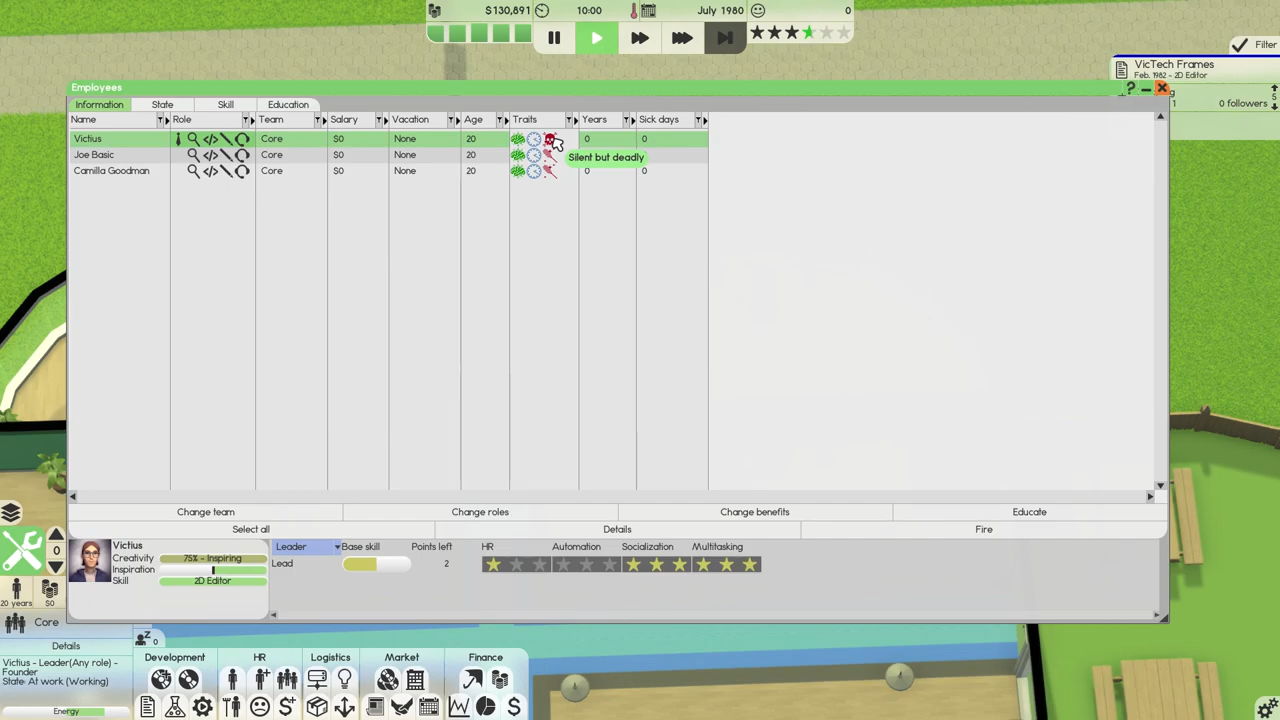 $130,891
10:00
July 1980
0
Filter
VicTech Frames
Feb. 1982 - 2D Editor
1
0 followers
5
Employees
?
Information State Skill Education
Name Role Team Salary Vacation Age Traits Years Sick days
Victius Core $0 None 20 0 0
Joe Basic Core $0 None 20 0
Silent but deadly
Camilla Goodman Core $0 None 20 0 0
Change team Change roles Change benefits Educate
Select all Details Fire
Victius
Creativity 75% - Inspiring
Inspiration
Skill 2D Editor
Leader Base skill Points left HR Automation Socialization Multitasking
Lead 2
0
20 years $0
Core
Details
Victius - Leader(Any role) -
Founder
State: At work (Working)
Energy
Z 0
Development HR Logistics Market Finance